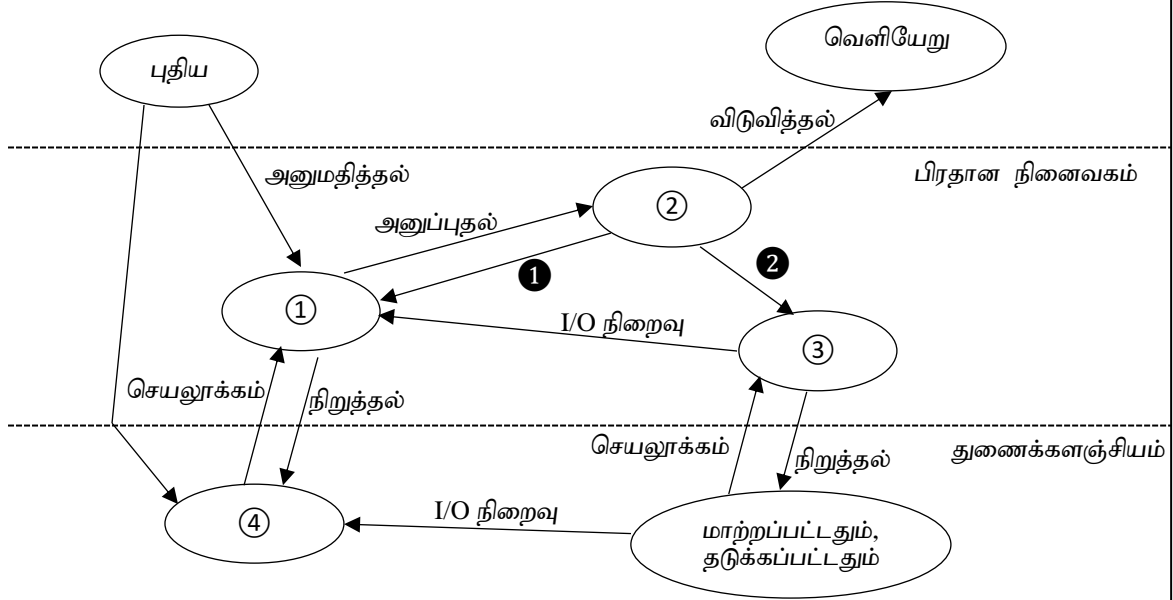 புதிய
வெளியேறு
விடுவித்தல்
அனுமதித்தல்
பிரதான நினைவகம்
②
அனுப்புதல்
❶
❷
①
I/O நிறைவு
③
செயலூக்கம்
நிறுத்தல்
செயலூக்கம்
நிறுத்தல்
துணைக்களஞ்சியம்
④
I/O நிறைவு
மாற்றப்பட்டதும்,
தடுக்கப்பட்டதும்